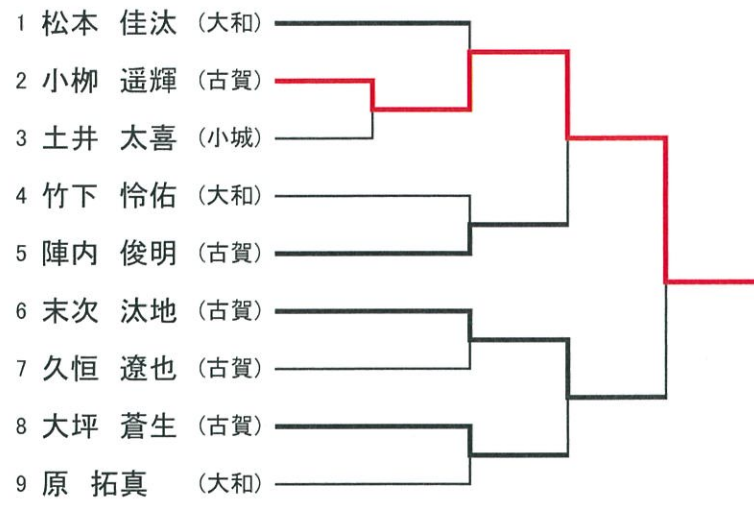 1 松本 佳汰 (大和)
2 小栁 遥輝 (古賀)
3 土井 太喜 (小城)
4 竹下 怜佑 (大和)
5 陣内 俊明 (古賀)
6 末次 汰地 (古賀)
7 久恒 遼也 (古賀)
8 大坪 蒼生 (古賀)
9 原 拓真 (大和)